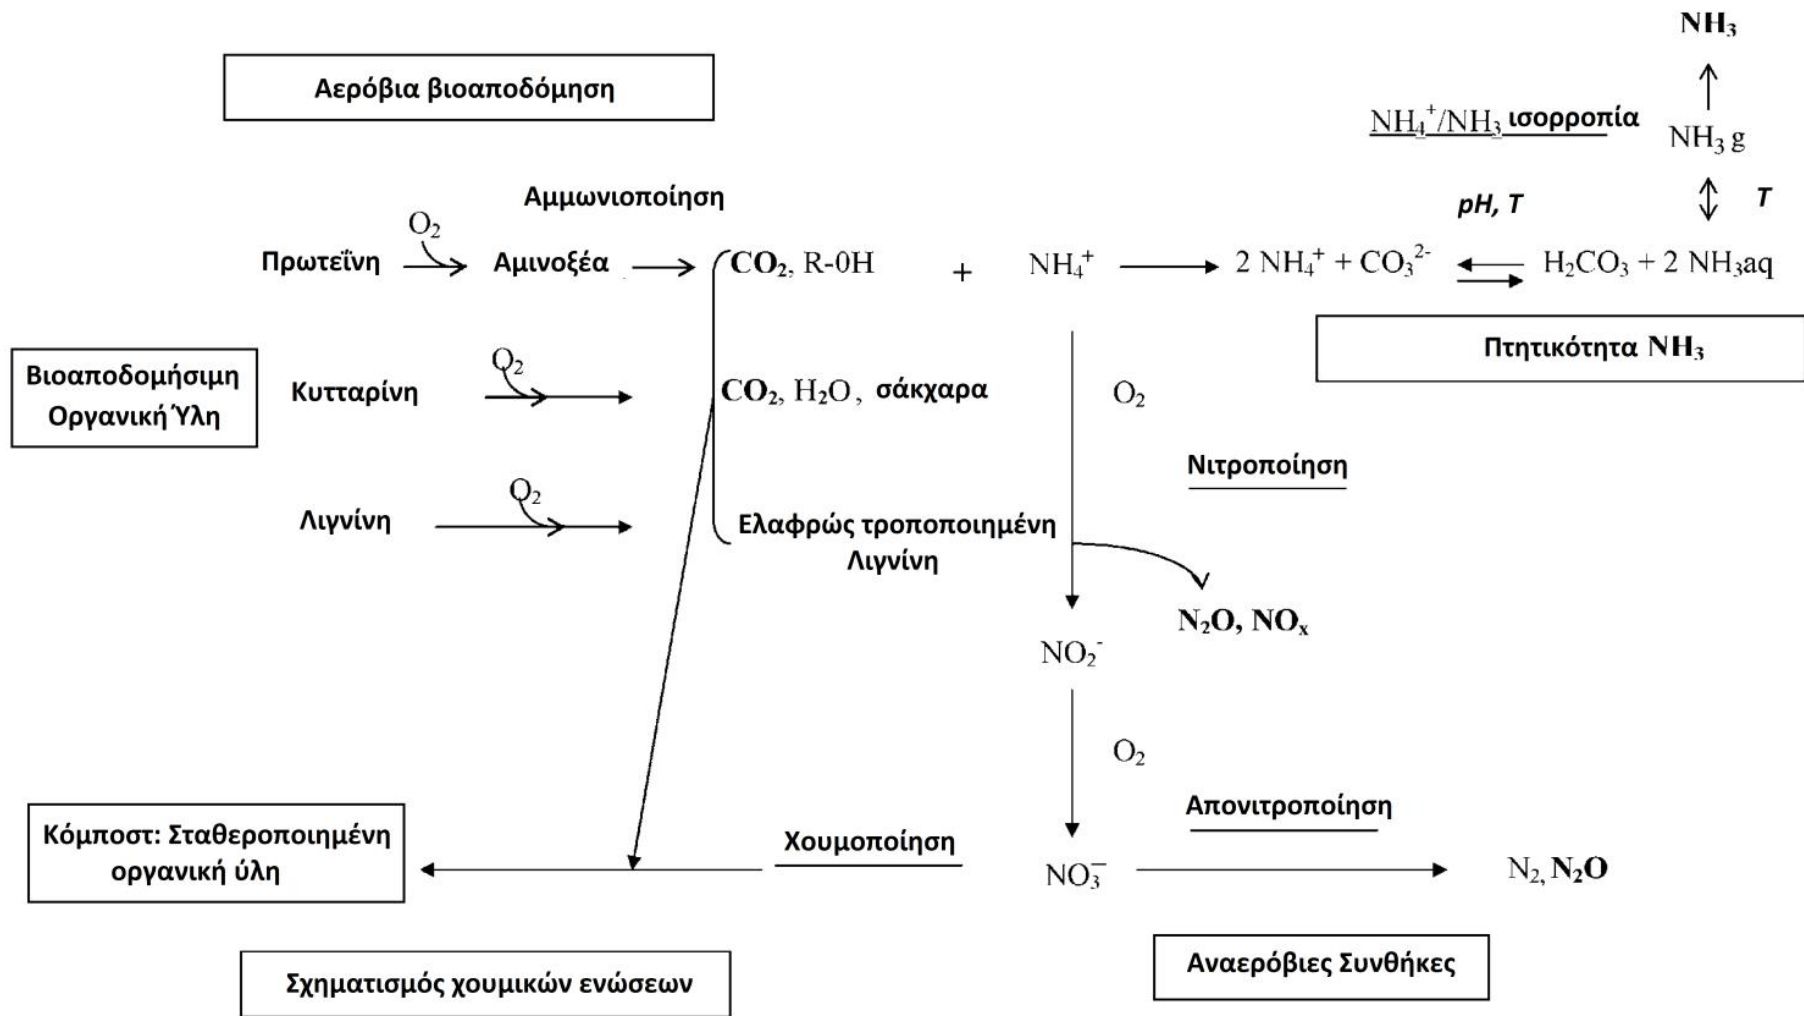 NH₃
Αερόβια βιοαποδόμηση
NH₄⁺/NH₃ ισορροπία
NH₃ g
Αμμωνιοποίηση
pH, T
T
O₂
Πρωτεΐνη
Αμινοξέα
CO₂, R-0H
+
NH₄⁺
2 NH₄⁺ + CO₃²⁻
H₂CO₃ + 2 NH₃aq
Πτητικότητα NH₃
Βιοαποδομήσιμη
Οργανική Ύλη
O₂
Κυτταρίνη
CO₂, H₂O, σάκχαρα
O₂
Νιτροποίηση
O₂
Λιγνίνη
Ελαφρώς τροποποιημένη
Λιγνίνη
N₂O, NOₓ
NO₂⁻
O₂
Απονιτροποίηση
Κόμποστ: Σταθεροποιημένη
οργανική ύλη
Χουμοποίηση
NO₃⁻
N₂, N₂O
Αναερόβιες Συνθήκες
Σχηματισμός χουμικών ενώσεων